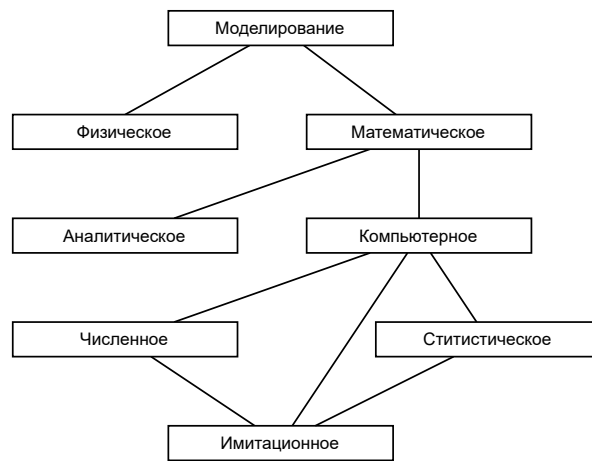 Моделирование
Физическое
Математическое
Аналитическое
Компьютерное
Численное
Ститистическое
Имитационное